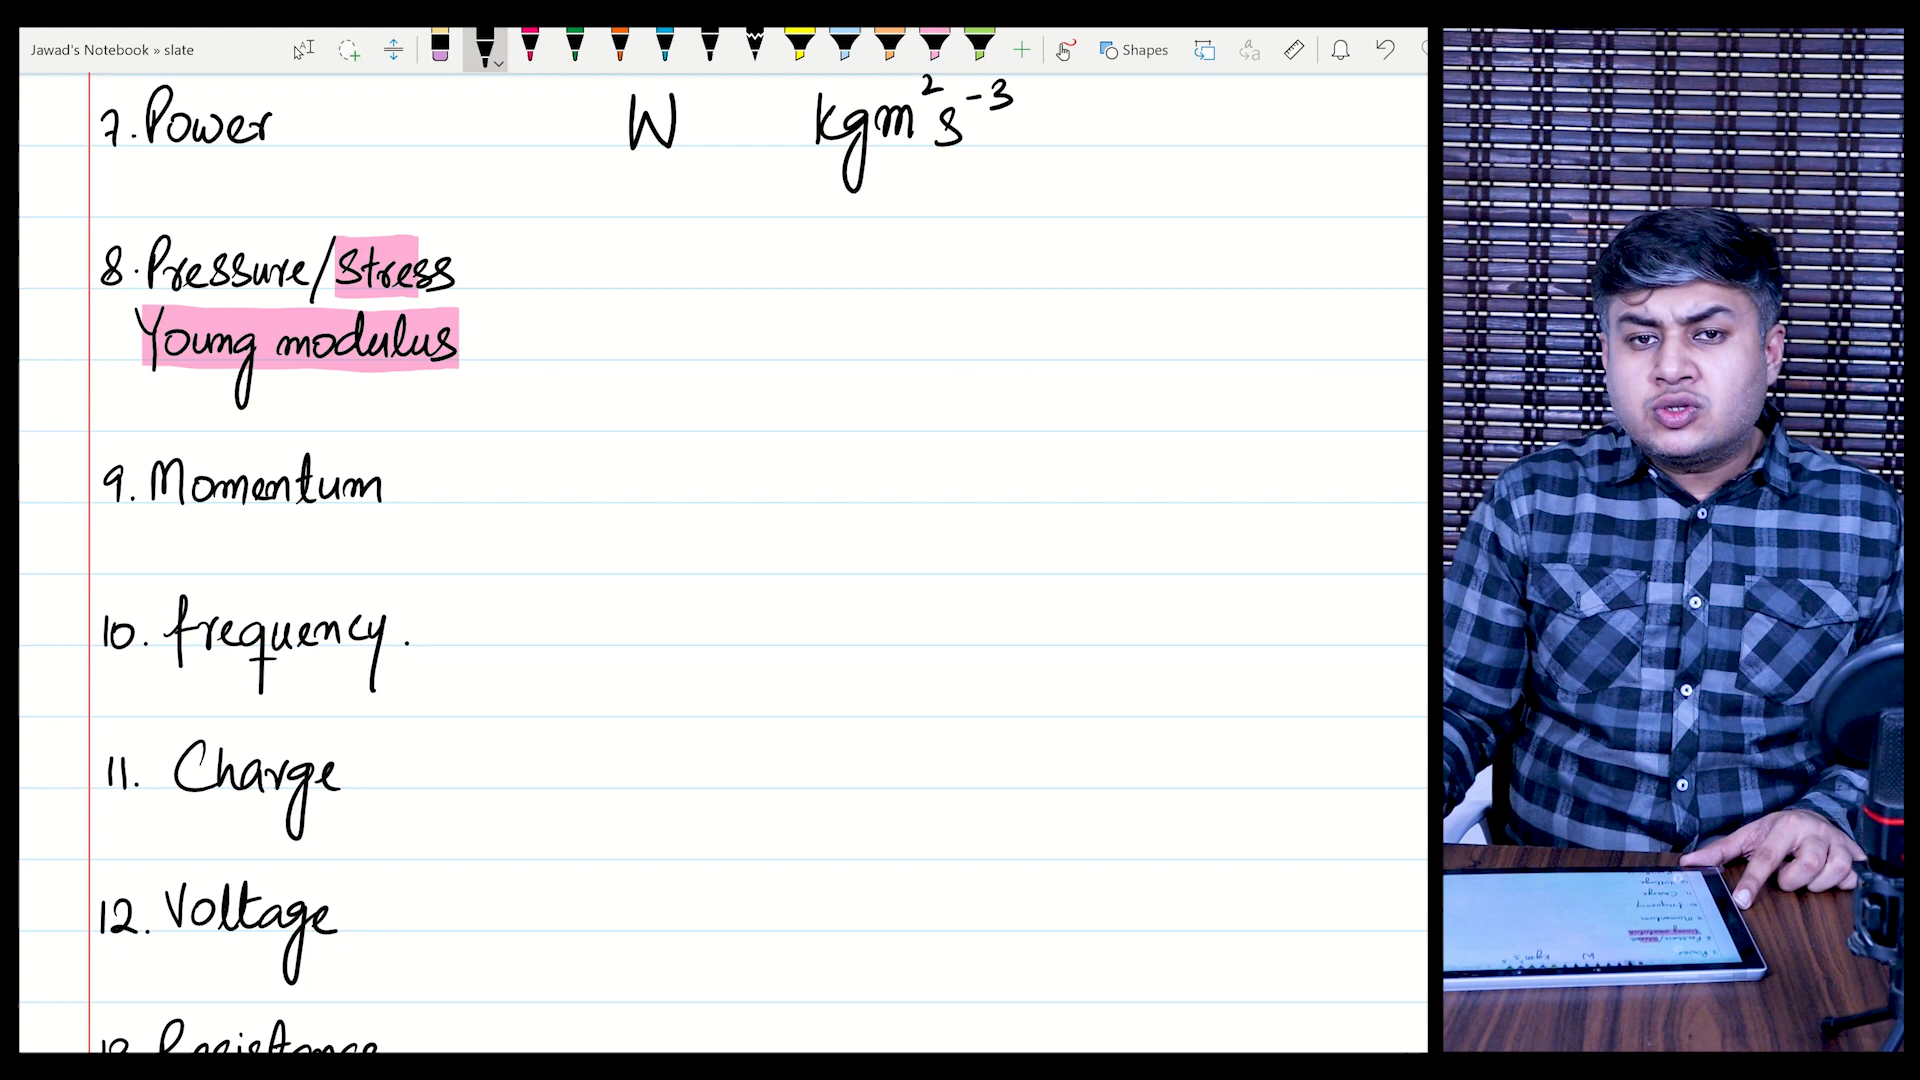 Jawad's Notebook » slate
Shapes
7. Power W kgm²s⁻³
8. Pressure/Stress
Young modulus
9. Momentum
10. frequency.
11. Charge
12. Voltage
Resistance